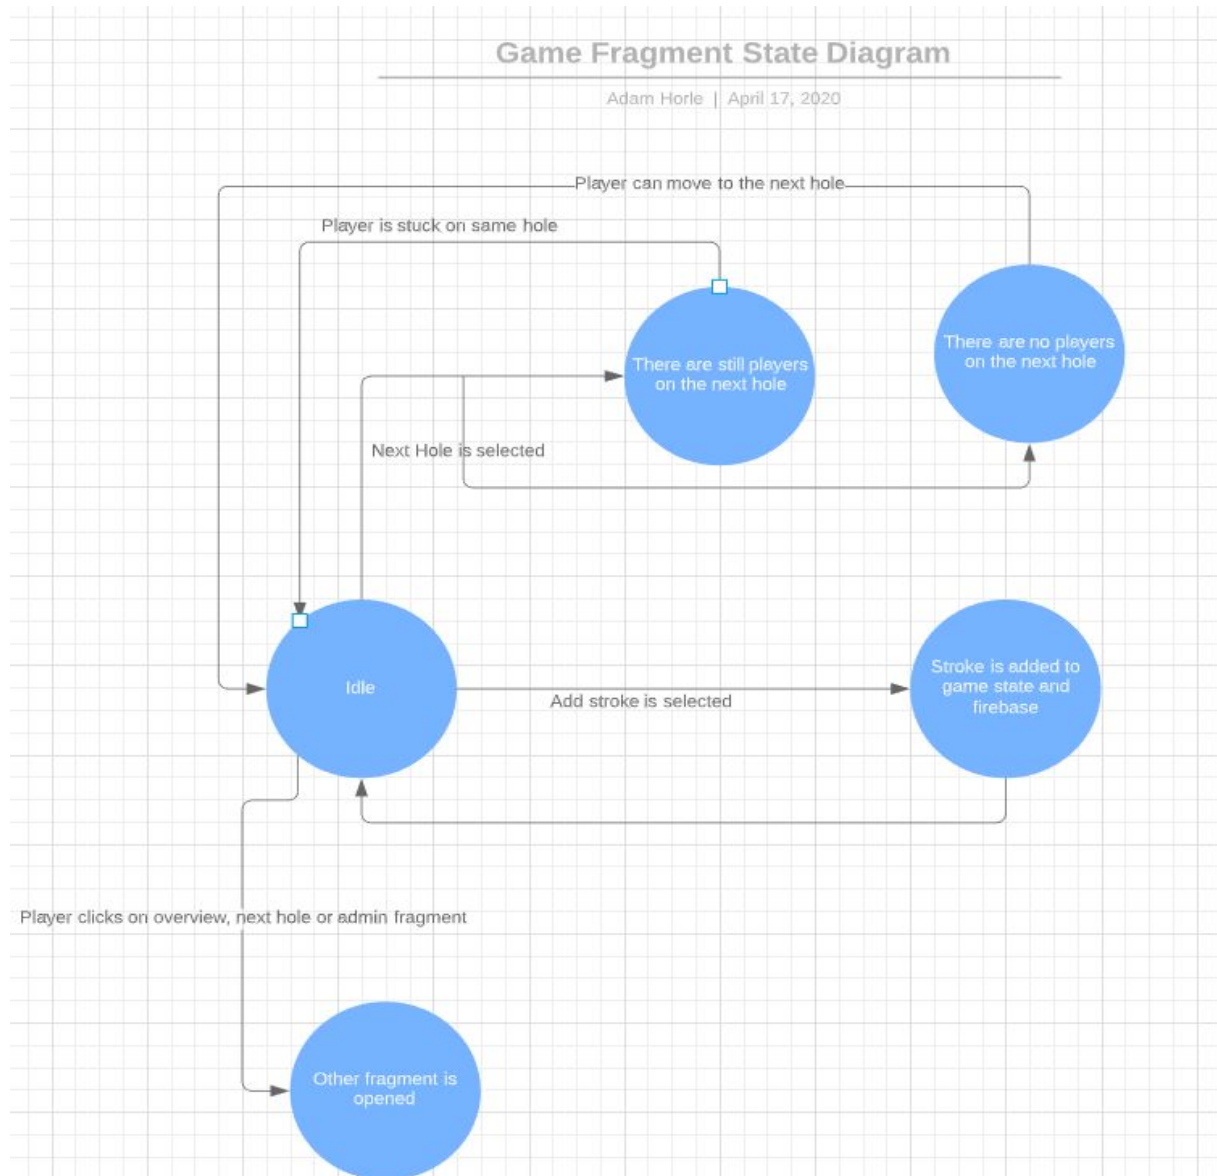 Game Fragment State Diagram
Adam Horle | April 17, 2020
Player can move to the next hole
Player is stuck on same hole
There are no players
on the next hole
There are still players
on the next hole
Next Hole is selected
Idle
Add stroke is selected
Stroke is added to
game state and
firebase
Player clicks on overview, next hole or admin fragment
Other fragment is
opened